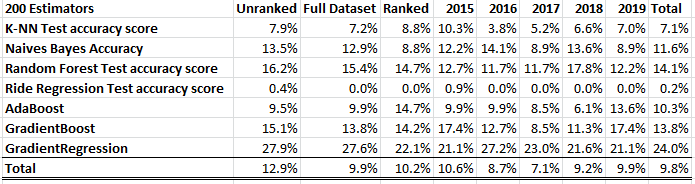 200 Estimators Unranked Full Dataset Ranked 2015 2016 2017 2018 2019 Total
K-NN Test accuracy score 7.9% 7.2% 8.8% 10.3% 3.8% 5.2% 6.6% 7.0% 7.1%
Naives Bayes Accuracy 13.5% 12.9% 8.8% 12.2% 14.1% 8.9% 13.6% 8.9% 11.6%
Random Forest Test accuracy score 16.2% 15.4% 14.7% 12.7% 11.7% 11.7% 17.8% 12.2% 14.1%
Ride Regression Test accuracy score 0.4% 0.0% 0.0% 0.9% 0.0% 0.0% 0.0% 0.0% 0.2%
AdaBoost 9.5% 9.9% 14.7% 9.9% 9.9% 8.5% 6.1% 13.6% 10.3%
GradientBoost 15.1% 13.8% 14.2% 17.4% 12.7% 8.5% 11.3% 17.4% 13.8%
GradientRegression 27.9% 27.6% 22.1% 21.1% 27.2% 23.0% 21.6% 21.1% 24.0%
Total 12.9% 9.9% 10.2% 10.6% 8.7% 7.1% 9.2% 9.9% 9.8%